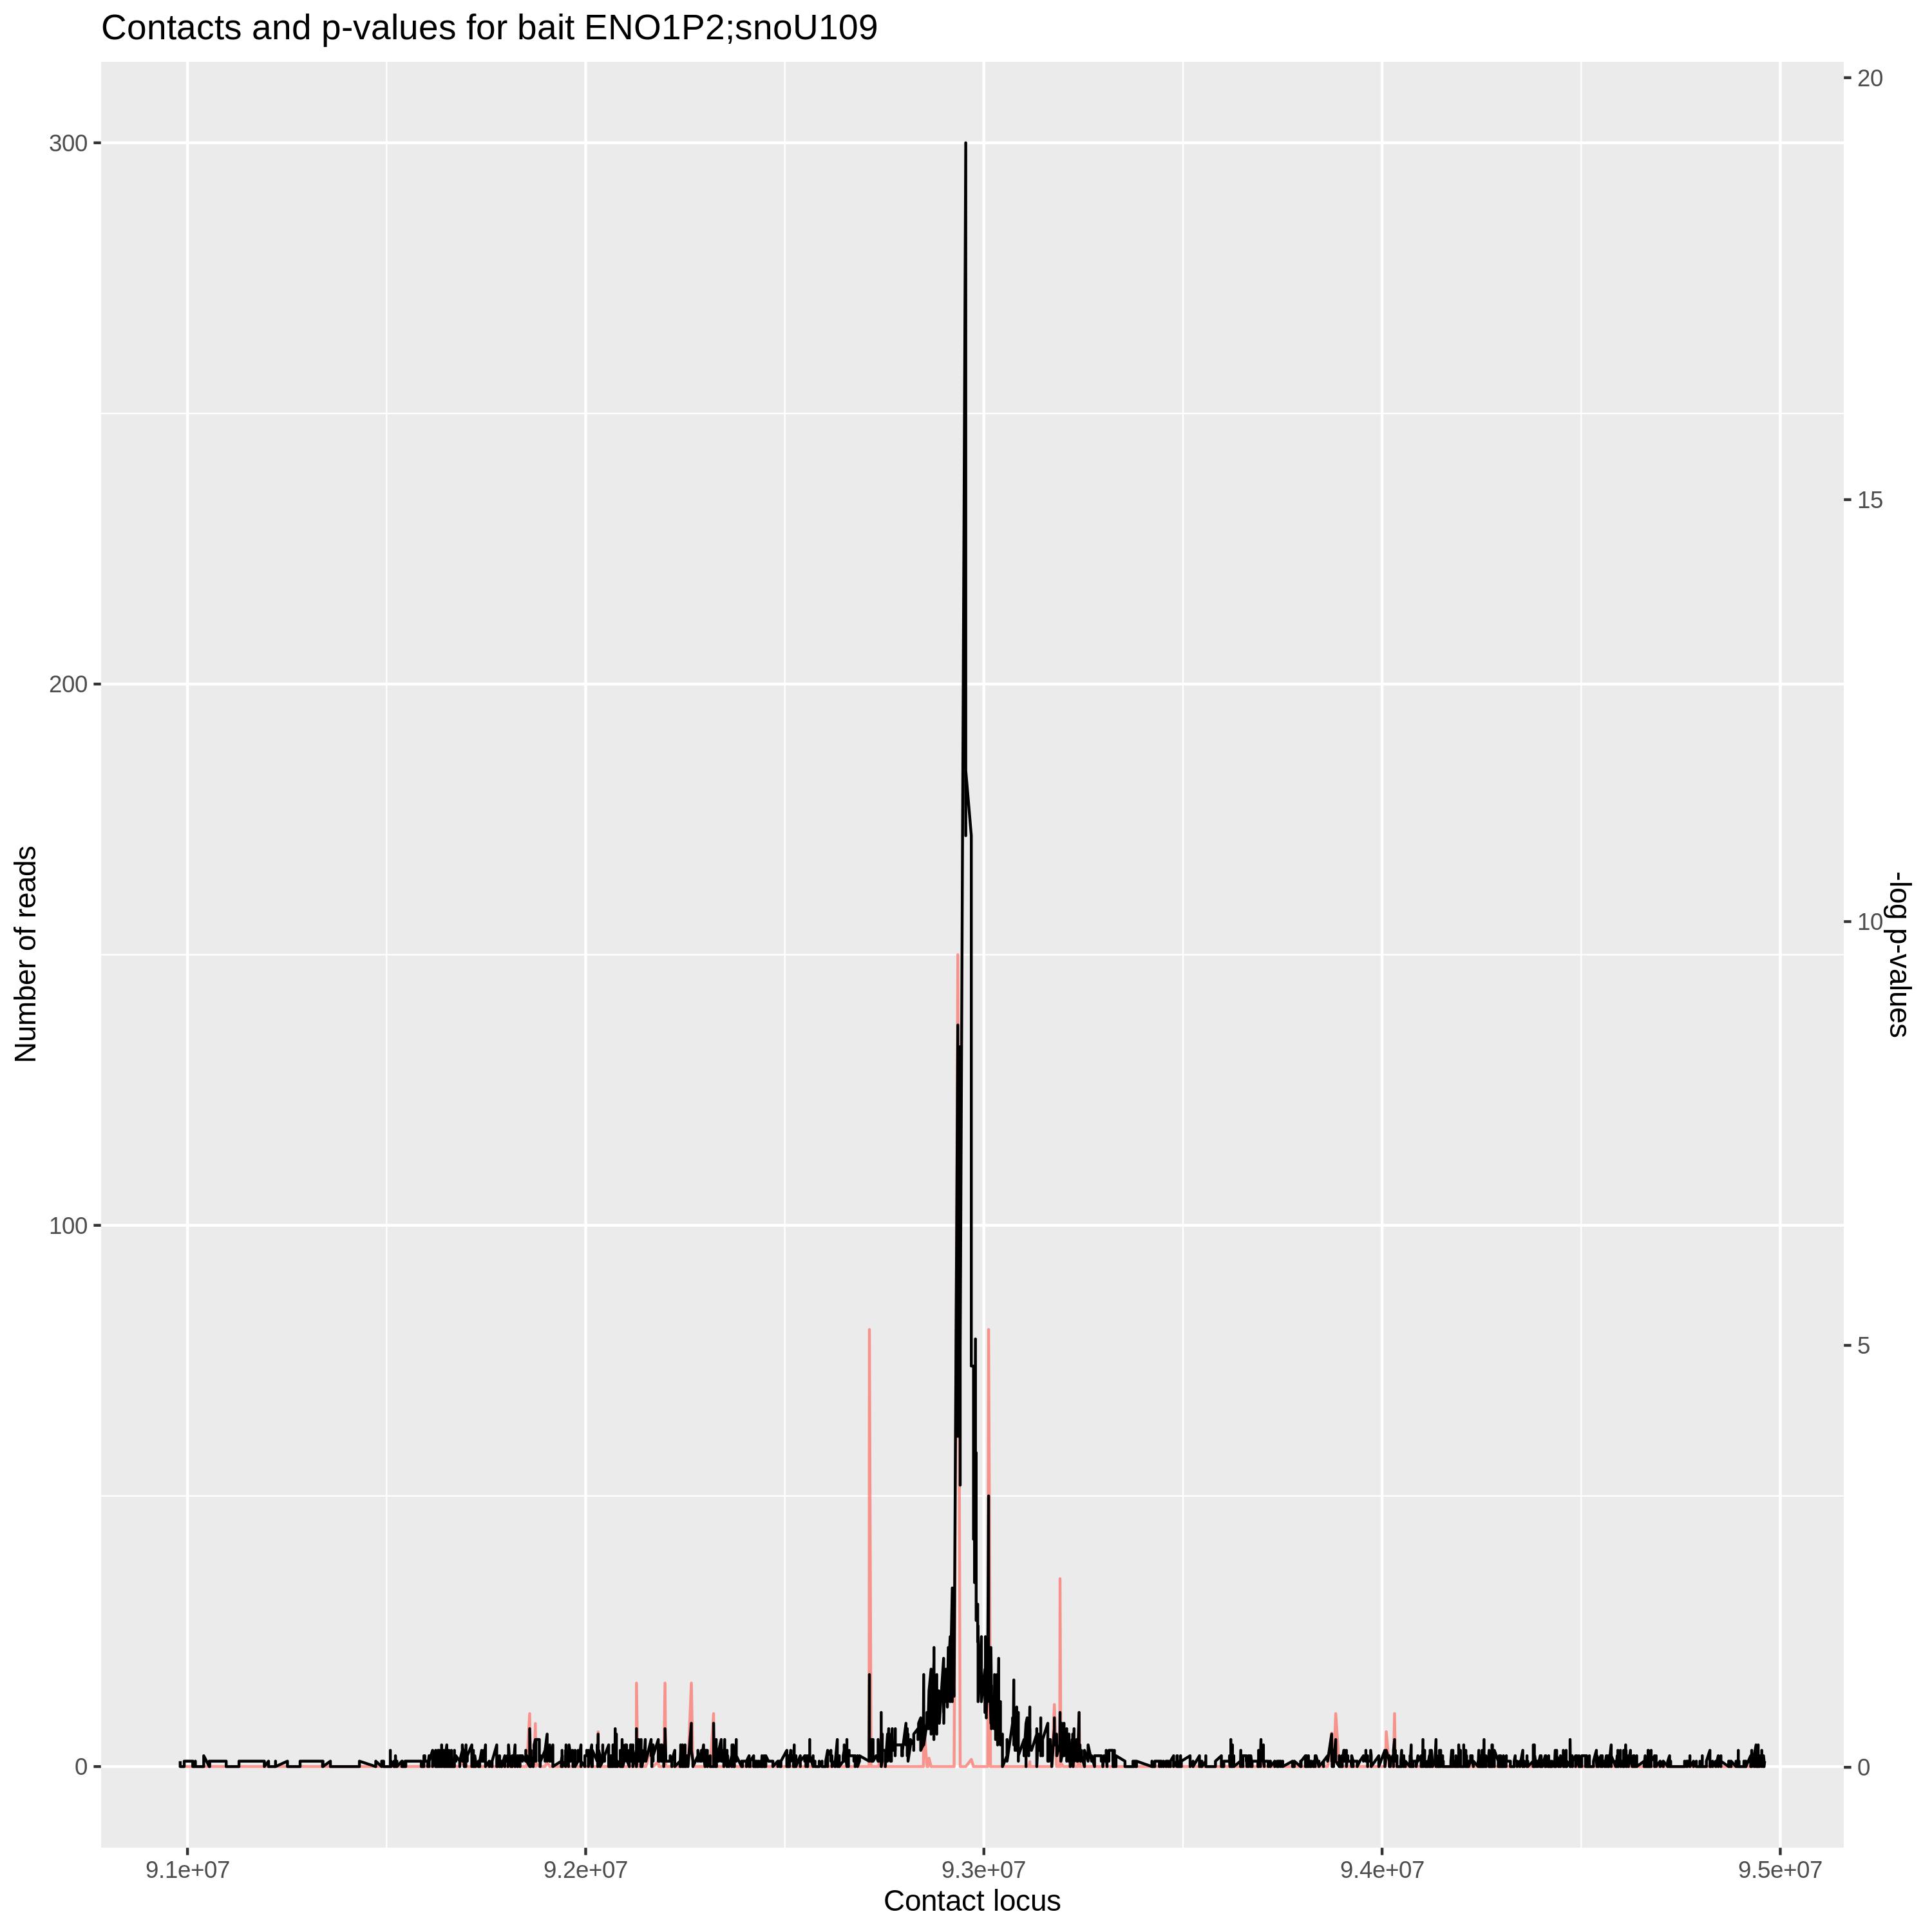 Contacts and p-values for bait ENO1P2;snoU109
Number of reads
300
200
100
0
20
15
10
5
0
-log p-values
9.1e+07
9.2e+07
9.3e+07
9.4e+07
9.5e+07
Contact locus